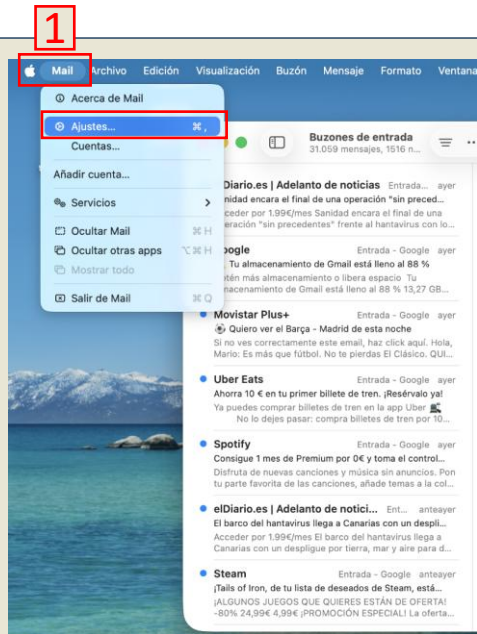 1
Mail Archivo Edición Visualización Buzón Mensaje Formato Ventana
Acerca de Mail
Ajustes... ⌘ ,
Cuentas...
Añadir cuenta...
Servicios >
Ocultar Mail ⌘ H
Ocultar otras apps ⌥ ⌘ H
Mostrar todo
Salir de Mail ⌘ Q
Buzones de entrada
31.059 mensajes, 1516 n...
Diario.es | Adelanto de noticias Entrada... ayer
nidad encara el final de una operación "sin preced...
ceder por 1.99€/mes Sanidad encara el final de una
eración "sin precedentes" frente al hantavirus con lo...
oogle Entrada - Google ayer
Tu almacenamiento de Gmail está lleno al 88 %
tén más almacenamiento o libera espacio Tu
macenamiento de Gmail está lleno al 88 % 13,27 GB...
Movistar Plus+ Entrada - Google ayer
⚽ Quiero ver el Barça - Madrid de esta noche
Si no ves correctamente este email, haz click aquí. Hola,
Mario: Es más que fútbol. No te pierdas El Clásico. QUI...
Uber Eats Entrada - Google ayer
Ahorra 10 € en tu primer billete de tren. ¡Resérvalo ya!
Ya puedes comprar billetes de tren en la app Uber
No lo dejes pasar: compra billetes de tren por 10...
Spotify Entrada - Google ayer
Consigue 1 mes de Premium por 0€ y toma el control...
Disfruta de nuevas canciones y música sin anuncios. Pon
tu parte favorita de las canciones, añade temas a la col...
elDiario.es | Adelanto de notici... Ent... anteayer
El barco del hantavirus llega a Canarias con un despli...
Acceder por 1.99€/mes El barco del hantavirus llega a
Canarias con un despligue por tierra, mar y aire para d...
Steam Entrada - Google anteayer
¡Tails of Iron, de tu lista de deseados de Steam, está...
¡ALGUNOS JUEGOS QUE QUIERES ESTÁN DE OFERTA!
-80% 24,99€ 4,99€ ¡PROMOCIÓN ESPECIAL! La oferta...